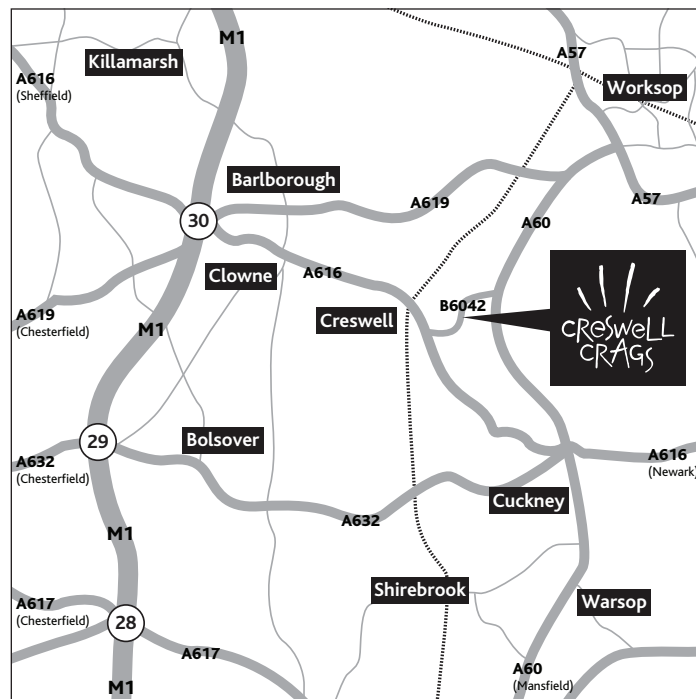 M1
A57
Killamarsh
A616
(Sheffield)
Worksop
Barlborough
A57
A619
30
A60
Clowne
A616
B6042
A619
(Chesterfield)
Creswell
M1
CRESWELL
CRAGS
29
Bolsover
A632
(Chesterfield)
A616
(Newark)
Cuckney
A632
M1
Shirebrook
Warsop
A617
(Chesterfield)
28
A617
A60
(Mansfield)
M1